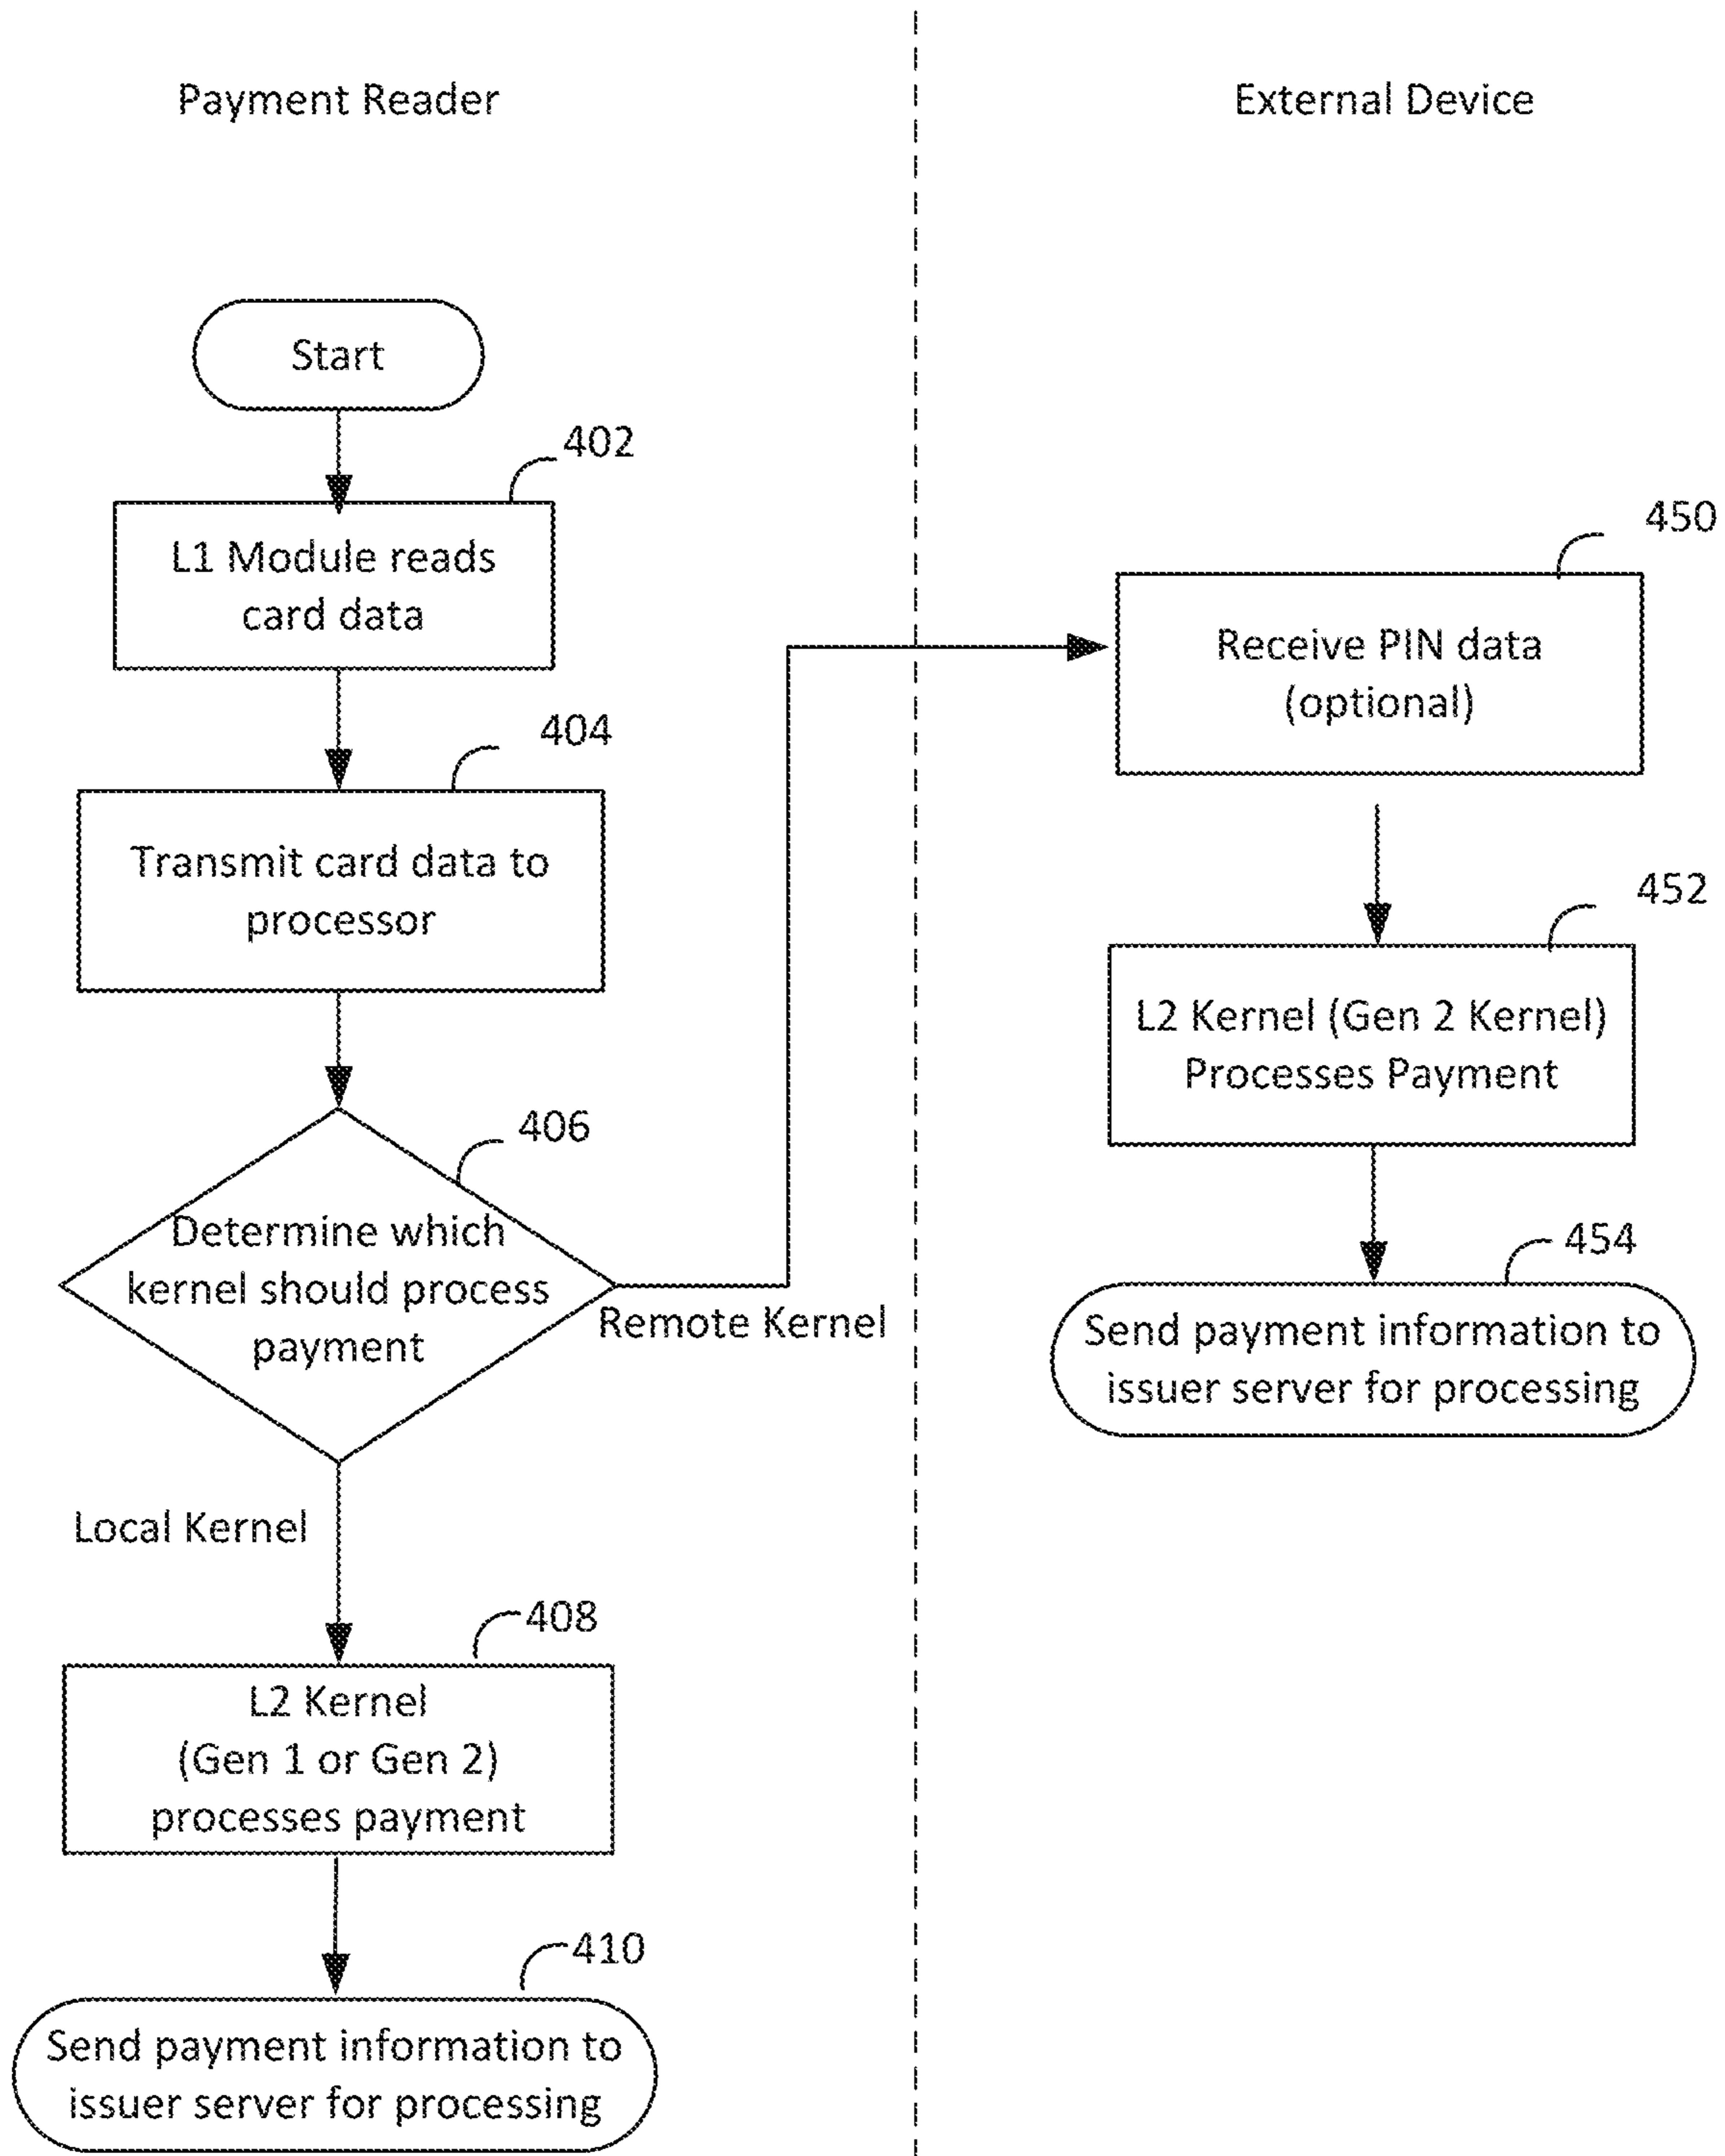 Payment Reader
External Device
Start
402
L1 Module reads
card data
404
Transmit card data to
processor
406
Determine which
kernel should process
payment
Remote Kernel
Local Kernel
408
L2 Kernel
(Gen 1 or Gen 2)
processes payment
410
Send payment information to
issuer server for processing
450
Receive PIN data
(optional)
452
L2 Kernel (Gen 2 Kernel)
Processes Payment
454
Send payment information to
issuer server for processing